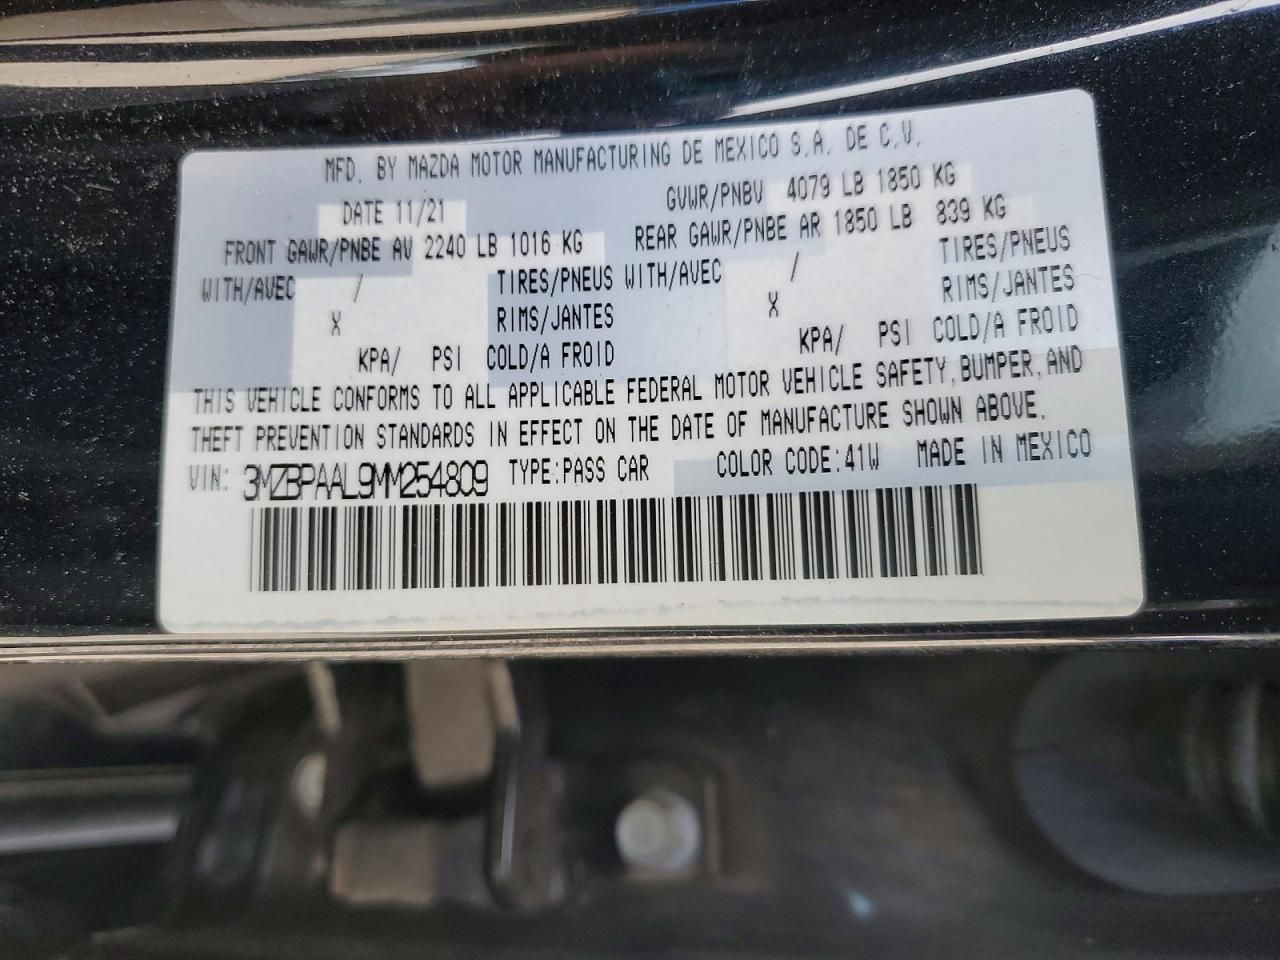 MFD. BY MAZDA MOTOR MANUFACTURING DE MEXICO S.A. DE C.V.
DATE 11/21 GVWR/PNBV 4079 LB 1850 KG
FRONT GAWR/PNBE AV 2240 LB 1016 KG REAR GAWR/PNBE AR 1850 LB 839 KG
WITH/AVEC / TIRES/PNEUS WITH/AVEC / TIRES/PNEUS
X RIMS/JANTES X RIMS/JANTES
KPA/ PSI COLD/A FROID KPA/ PSI COLD/A FROID
THIS VEHICLE CONFORMS TO ALL APPLICABLE FEDERAL MOTOR VEHICLE SAFETY, BUMPER, AND
THEFT PREVENTION STANDARDS IN EFFECT ON THE DATE OF MANUFACTURE SHOWN ABOVE.
VIN: 3MZBPAAL9MM254809 TYPE:PASS CAR COLOR CODE:41W MADE IN MEXICO